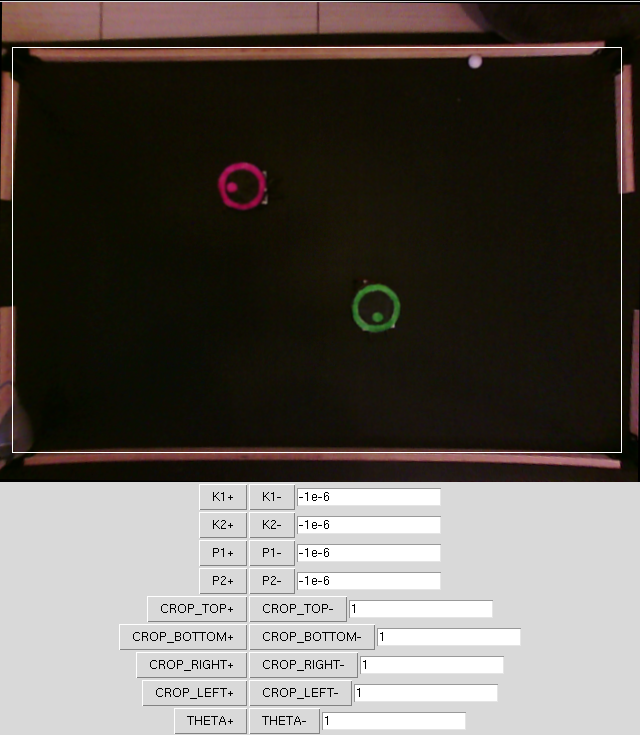 K1+ K1- -1e-6
K2+ K2- -1e-6
P1+ P1- -1e-6
P2+ P2- -1e-6
CROP_TOP+ CROP_TOP- 1
CROP_BOTTOM+ CROP_BOTTOM- 1
CROP_RIGHT+ CROP_RIGHT- 1
CROP_LEFT+ CROP_LEFT- 1
THETA+ THETA- 1